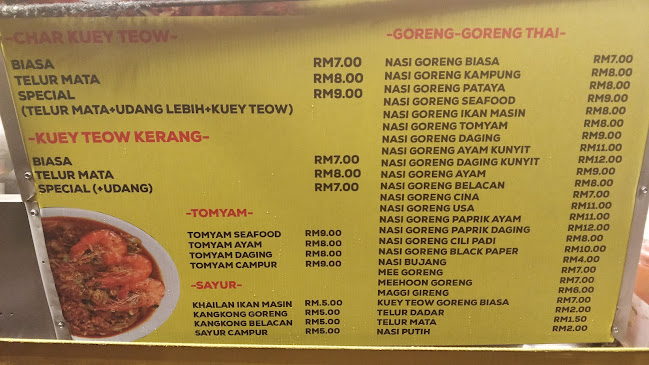 -CHAR KUEY TEOW-
BIASA RM7.00
TELUR MATA RM8.00
SPECIAL RM9.00
(TELUR MATA+UDANG LEBIH+KUEY TEOW)
-KUEY TEOW KERANG-
BIASA RM7.00
TELUR MATA RM8.00
SPECIAL (+UDANG) RM7.00
-TOMYAM-
TOMYAM SEAFOOD RM9.00
TOMYAM AYAM RM8.00
TOMYAM DAGING RM8.00
TOMYAM CAMPUR RM9.00
-SAYUR-
KHAILAN IKAN MASIN RM.5.00
KANGKONG GORENG RM5.00
KANGKONG BELACAN RM5.00
SAYUR CAMPUR RM5.00
-GORENG-GORENG THAI-
NASI GORENG BIASA RM7.00
NASI GORENG KAMPUNG RM8.00
NASI GORENG PATAYA RM8.00
NASI GORENG SEAFOOD RM9.00
NASI GORENG IKAN MASIN RM8.00
NASI GORENG TOMYAM RM8.00
NASI GORENG DAGING RM9.00
NASI GORENG AYAM KUNYIT RM11.00
NASI GORENG DAGING KUNYIT RM12.00
NASI GORENG AYAM RM9.00
NASI GORENG BELACAN RM8.00
NASI GORENG CINA RM7.00
NASI GORENG USA RM11.00
NASI GORENG PAPRIK AYAM RM11.00
NASI GORENG PAPRIK DAGING RM12.00
NASI GORENG CILI PADI RM8.00
NASI GORENG BLACK PAPER RM10.00
NASI BUJANG RM4.00
MEE GORENG RM7.00
MEEHOON GORENG RM7.00
MAGGI GIRENG RM8.00
KUEY TEOW GORENG BIASA RM7.00
TELUR DADAR RM2.00
TELUR MATA RM1.50
NASI PUTIH RM2.00